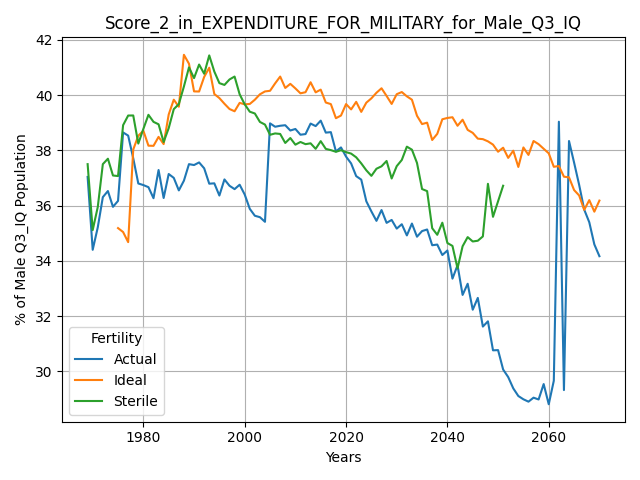 Score_2_in_EXPENDITURE_FOR_MILITARY_for_Male_Q3_IQ
% of Male Q3_IQ Population
42
40
38
36
34
32
30
Fertility
Actual
Ideal
Sterile
1980
2000
2020
2040
2060
Years